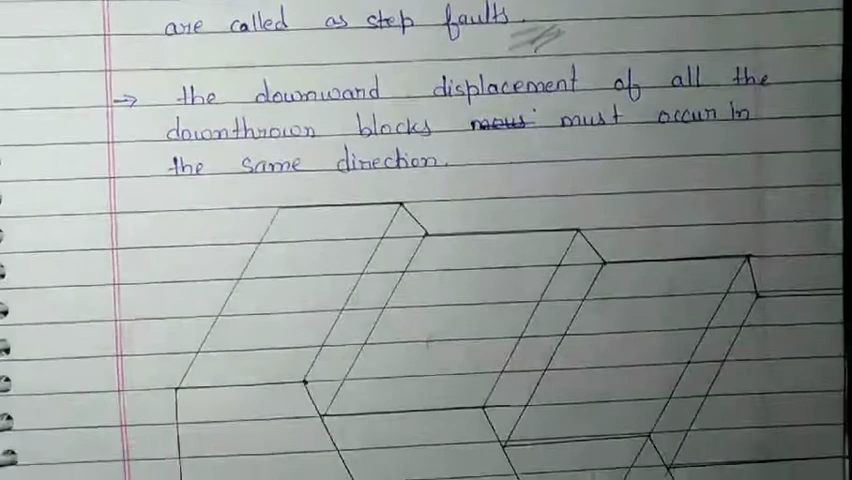 are called as step faults.
→ the downward displacement of all the
downthrown blocks must occur in
the same direction.